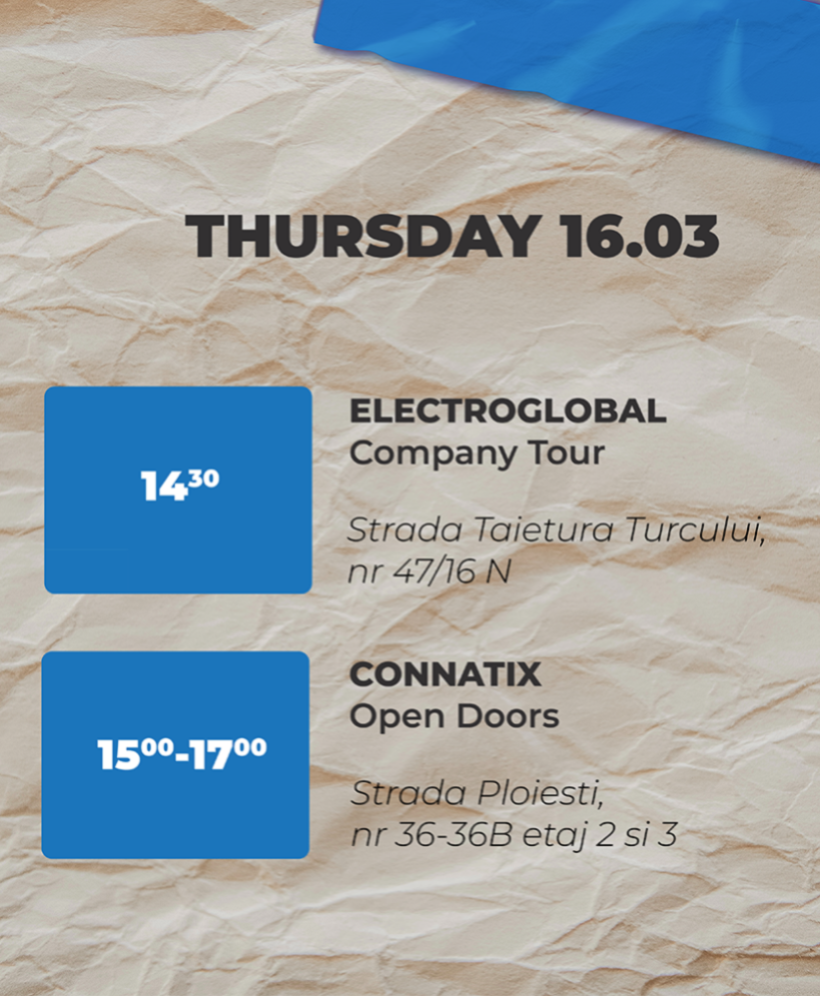 THURSDAY 16.03
14³⁰
ELECTROGLOBAL
Company Tour
Strada Taietura Turcului,
nr 47/16 N
15⁰⁰-17⁰⁰
CONNATIX
Open Doors
Strada Ploiesti,
nr 36-36B etaj 2 si 3